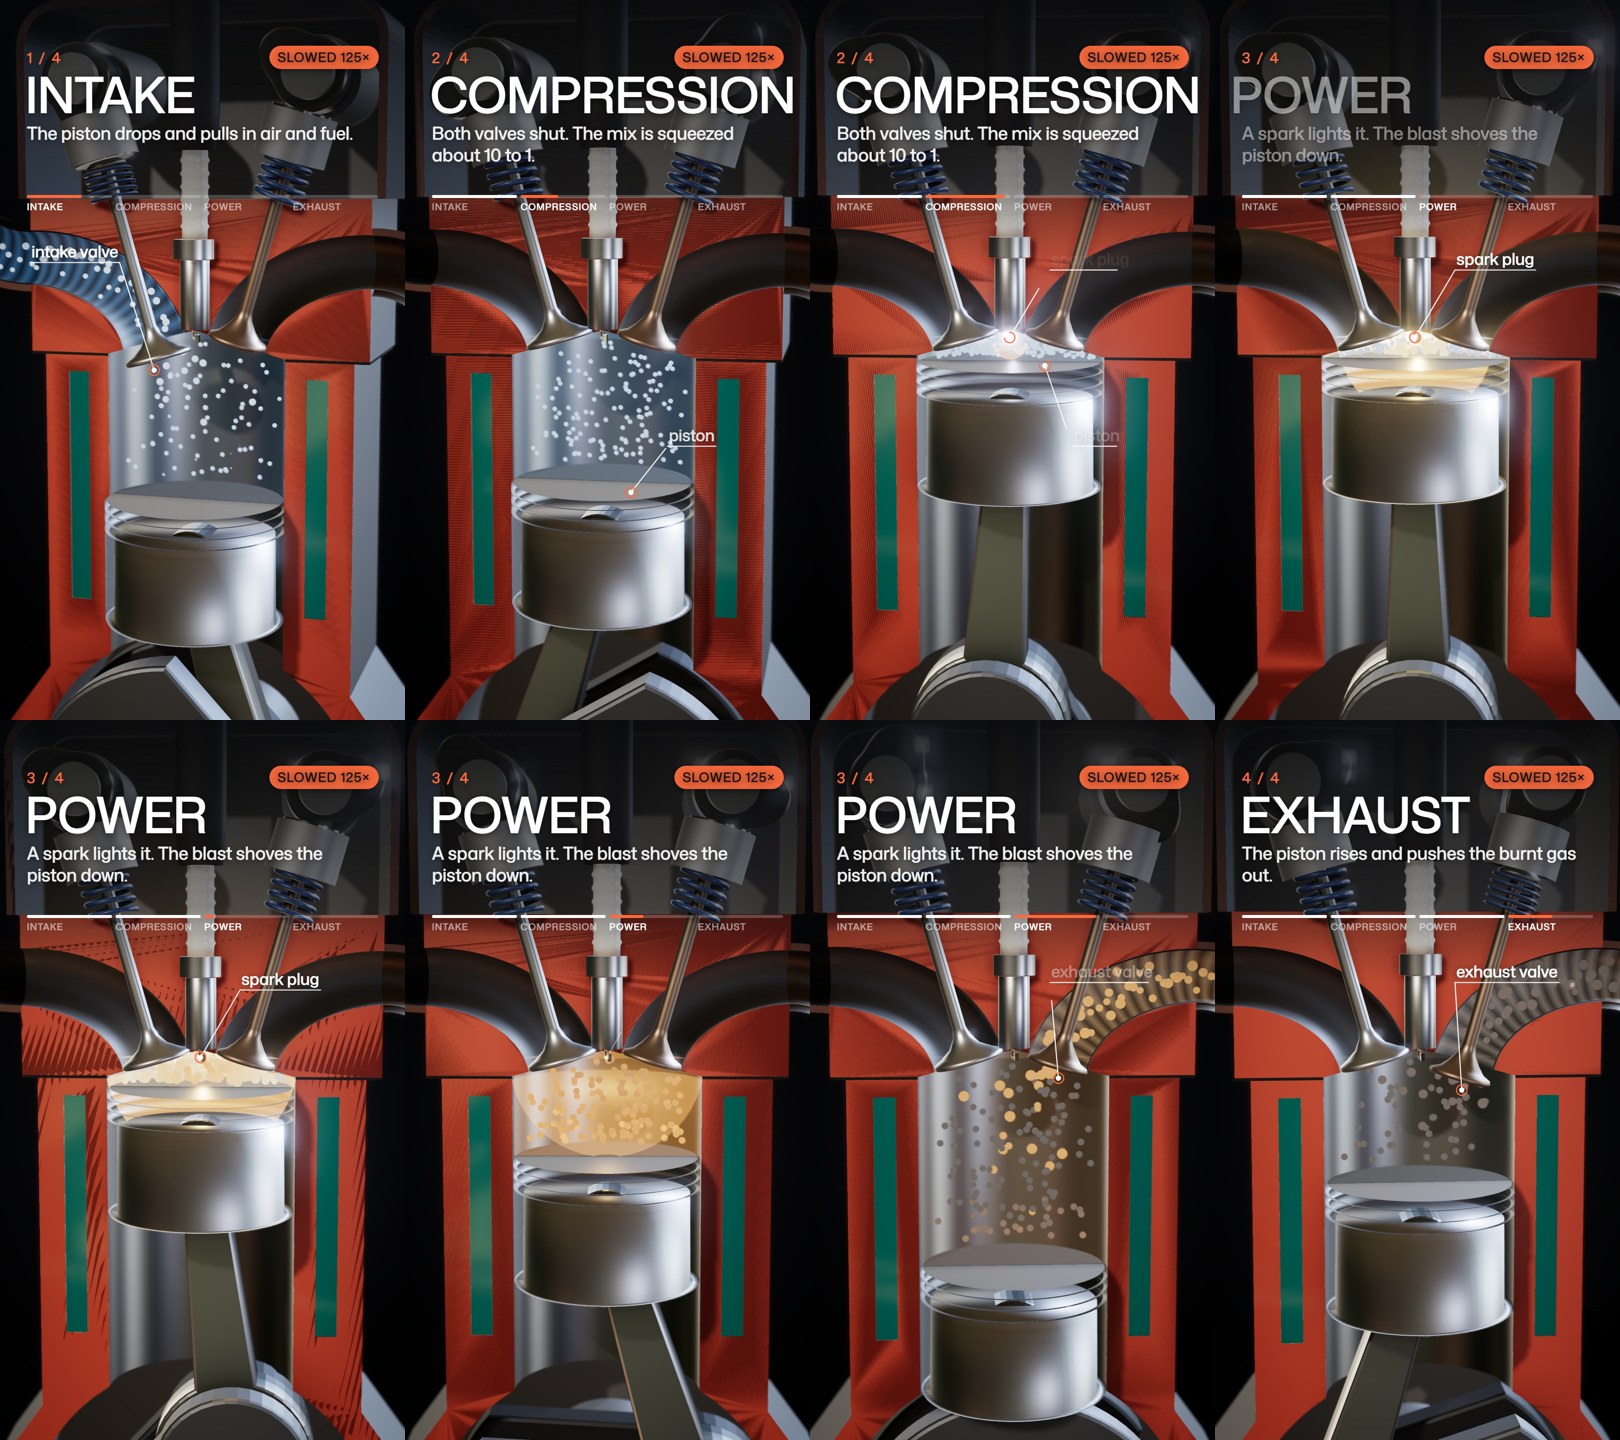 1 / 4
SLOWED 125×
INTAKE
The piston drops and pulls in air and fuel.
INTAKE COMPRESSION POWER EXHAUST
intake valve
2 / 4
SLOWED 125×
COMPRESSION
Both valves shut. The mix is squeezed
about 10 to 1.
INTAKE COMPRESSION POWER EXHAUST
piston
2 / 4
SLOWED 125×
COMPRESSION
Both valves shut. The mix is squeezed
about 10 to 1.
INTAKE COMPRESSION POWER EXHAUST
spark plug
piston
3 / 4
SLOWED 125×
POWER
A spark lights it. The blast shoves the
piston down.
INTAKE COMPRESSION POWER EXHAUST
spark plug
3 / 4
SLOWED 125×
POWER
A spark lights it. The blast shoves the
piston down.
INTAKE COMPRESSION POWER EXHAUST
spark plug
3 / 4
SLOWED 125×
POWER
A spark lights it. The blast shoves the
piston down.
INTAKE COMPRESSION POWER EXHAUST
3 / 4
SLOWED 125×
POWER
A spark lights it. The blast shoves the
piston down.
INTAKE COMPRESSION POWER EXHAUST
exhaust valve
4 / 4
SLOWED 125×
EXHAUST
The piston rises and pushes the burnt gas
out.
INTAKE COMPRESSION POWER EXHAUST
exhaust valve